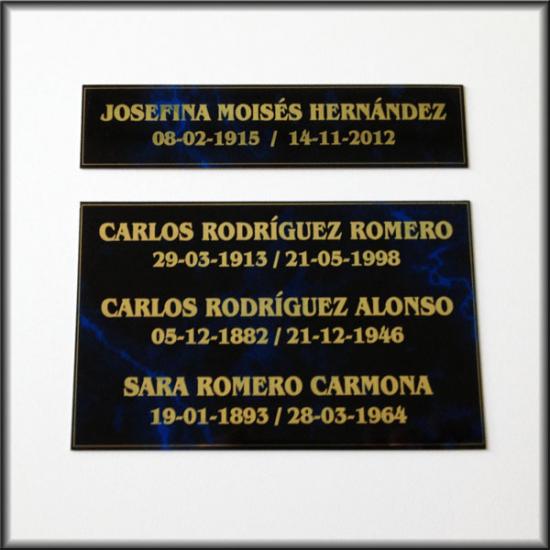 JOSEFINA MOISÉS HERNÁNDEZ
08-02-1915 / 14-11-2012
CARLOS RODRÍGUEZ ROMERO
29-03-1913 / 21-05-1998
CARLOS RODRÍGUEZ ALONSO
05-12-1882 / 21-12-1946
SARA ROMERO CARMONA
19-01-1893 / 28-03-1964